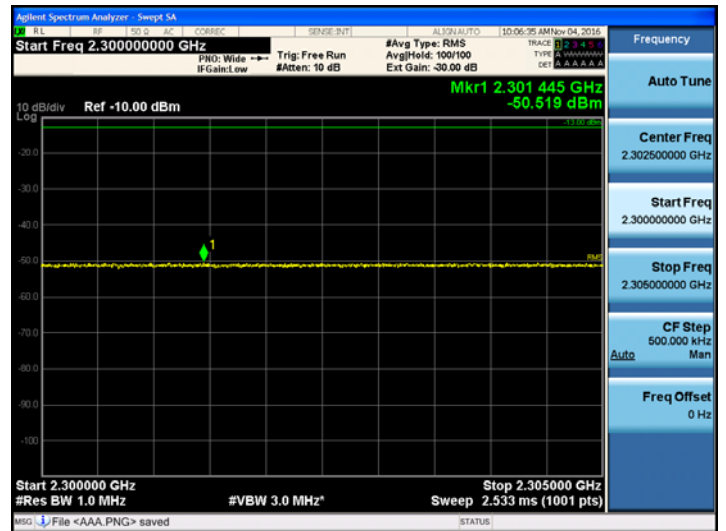 Agilent Spectrum Analyzer - Swept SA
RL RF 50 Ω AC CORREC SENSE:INT ALIGN AUTO 10:06:35 AM Nov 04, 2016
Start Freq 2.300000000 GHz
PNO: Wide
IFGain:Low
Trig: Free Run
#Atten: 10 dB
#Avg Type: RMS
Avg|Hold: 100/100
Ext Gain: -30.00 dB
TRACE 1 2 3 4 5 6
TYPE A WWWWW
DET A A A A A A
Mkr1 2.301 445 GHz
-50.519 dBm
10 dB/div Ref -10.00 dBm
Log
-13.00 dBm
-20.0
-30.0
-40.0
1
-50.0
RMS
-60.0
-70.0
-80.0
-90.0
-100
Start 2.300000 GHz Stop 2.305000 GHz
#Res BW 1.0 MHz #VBW 3.0 MHz* Sweep 2.533 ms (1001 pts)
MSG File <AAA.PNG> saved STATUS
Frequency
Auto Tune
Center Freq
2.302500000 GHz
Start Freq
2.300000000 GHz
Stop Freq
2.305000000 GHz
CF Step
500.000 kHz
Auto Man
Freq Offset
0 Hz